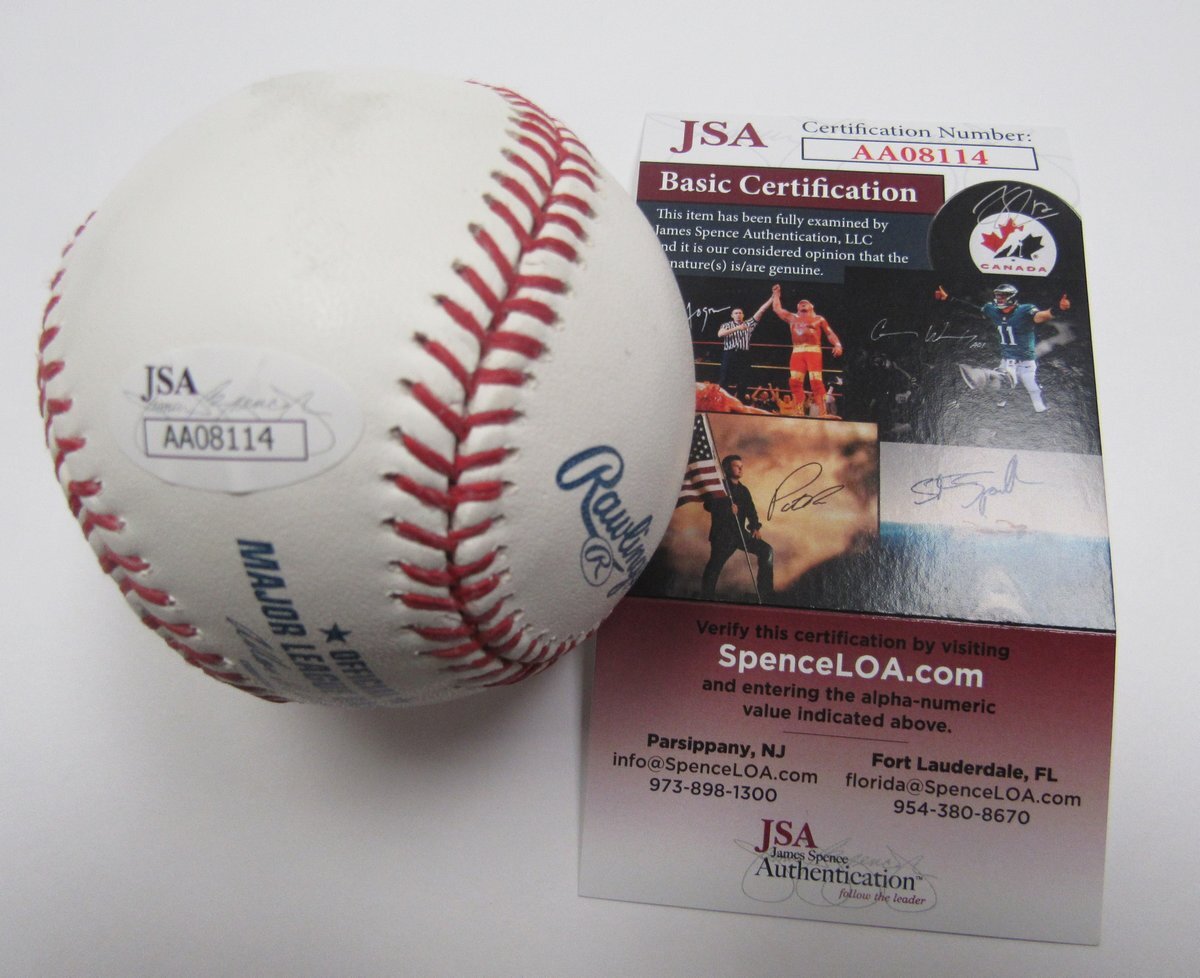 JSA
AA08114
Rawlings
®
MAJOR LEAGUE
★ OFFICIAL
JSA
Certification Number:
AA08114
Basic Certification
This item has been fully examined by
James Spence Authentication, LLC
and it is our considered opinion that the
nature(s) is/are genuine.
CANADA
11
Verify this certification by visiting
SpenceLOA.com
and entering the alpha-numeric
value indicated above.
Parsippany, NJ
info@SpenceLOA.com
973-898-1300
Fort Lauderdale, FL
florida@SpenceLOA.com
954-380-8670
JSA
James Spence
Authentication™
follow the leader